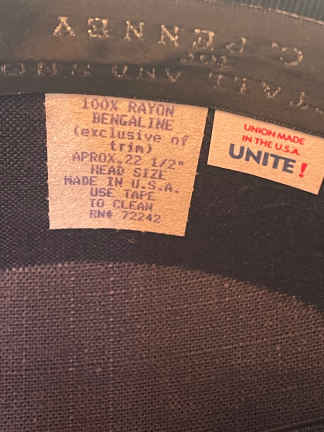 C. PENNEY
100% RAYON
BENGALINE
(exclusive of
trim)
APROX.22 1/2"
HEAD SIZE
MADE IN U.S.A.
USE TAPE
TO CLEAN
RN# 72242
UNION MADE
IN THE U.S.A.
UNITE!